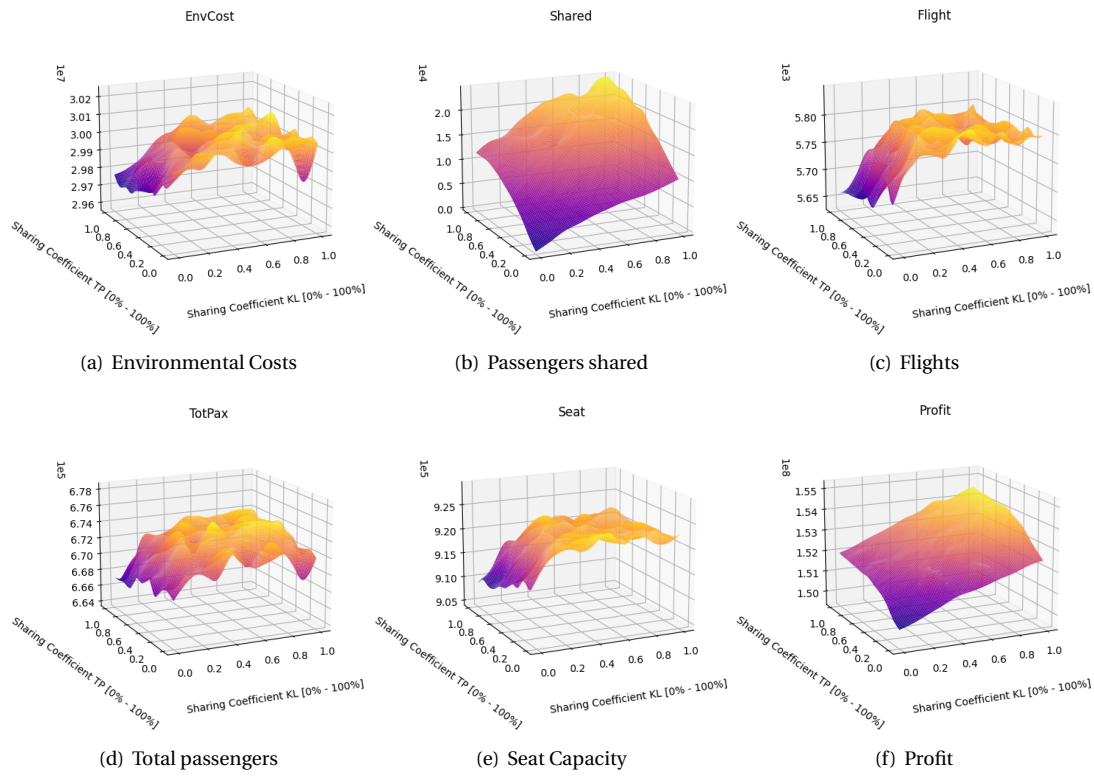 EnvCost
1e7
3.02
3.01
3.00
2.99
2.98
2.97
2.96
1.0
0.8
0.6
0.4
0.2
0.0
0.0 0.2 0.4 0.6 0.8 1.0
Sharing Coefficient TP [0% - 100%]
Sharing Coefficient KL [0% - 100%]
(a) Environmental Costs
Shared
1e4
2.0
1.5
1.0
0.5
0.0
1.0
0.8
0.6
0.4
0.2
0.0
0.0 0.2 0.4 0.6 0.8 1.0
Sharing Coefficient TP [0% - 100%]
Sharing Coefficient KL [0% - 100%]
(b) Passengers shared
Flight
1e3
5.80
5.75
5.70
5.65
1.0
0.8
0.6
0.4
0.2
0.0
0.0 0.2 0.4 0.6 0.8 1.0
Sharing Coefficient TP [0% - 100%]
Sharing Coefficient KL [0% - 100%]
(c) Flights
TotPax
1e5
6.78
6.76
6.74
6.72
6.70
6.68
6.66
6.64
1.0
0.8
0.6
0.4
0.2
0.0
0.0 0.2 0.4 0.6 0.8 1.0
Sharing Coefficient TP [0% - 100%]
Sharing Coefficient KL [0% - 100%]
(d) Total passengers
Seat
1e5
9.25
9.20
9.15
9.10
9.05
1.0
0.8
0.6
0.4
0.2
0.0
0.0 0.2 0.4 0.6 0.8 1.0
Sharing Coefficient TP [0% - 100%]
Sharing Coefficient KL [0% - 100%]
(e) Seat Capacity
Profit
1e8
1.55
1.54
1.53
1.52
1.51
1.50
1.0
0.8
0.6
0.4
0.2
0.0
0.0 0.2 0.4 0.6 0.8 1.0
Sharing Coefficient TP [0% - 100%]
Sharing Coefficient KL [0% - 100%]
(f) Profit